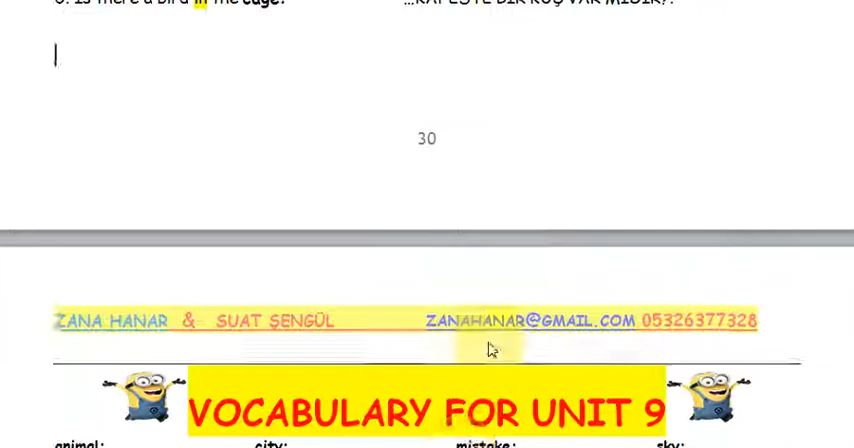 Is there a bird in the cage?
...KAFESTE BİR KUŞ VAR MIDIR?.
30
ZANA HANAR & SUAT ŞENGÜL ZANAHANAR@GMAIL.COM 05326377328
VOCABULARY FOR UNIT 9
animal: city: mistake: sky: